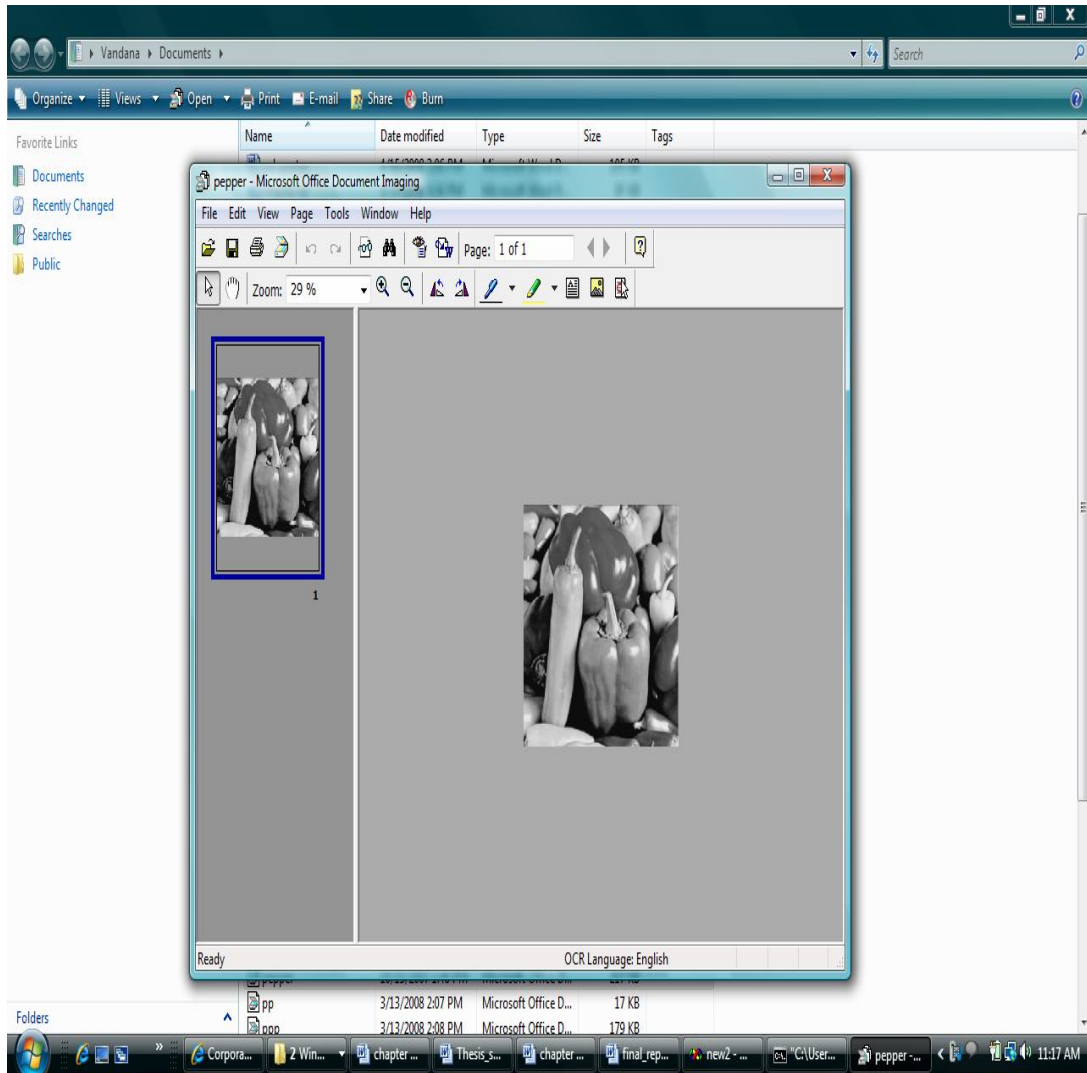 X
Vandana Documents
Search
Organize Views Open Print E-mail Share Burn
Favorite Links
Name Date modified Type Size Tags
Documents
Recently Changed
Searches
Public
pepper - Microsoft Office Document Imaging
X
File Edit View Page Tools Window Help
Page: 1 of 1
Zoom: 29 %
1
Ready
OCR Language: English
pp 3/13/2008 2:07 PM Microsoft Office D... 17 KB
Folders
ppp 3/13/2008 2:08 PM Microsoft Office D... 179 KB
Corpora... 2 Win... chapter ... Thesis_s... chapter ... final_rep... new2 - ... "C:\User... pepper -... 11:17 AM